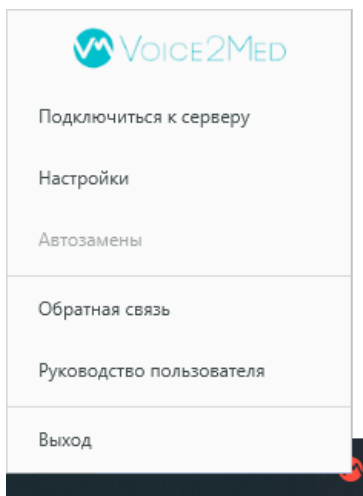 VOICE2MED
Подключиться к серверу
Настройки
Автозамены
Обратная связь
Руководство пользователя
Выход